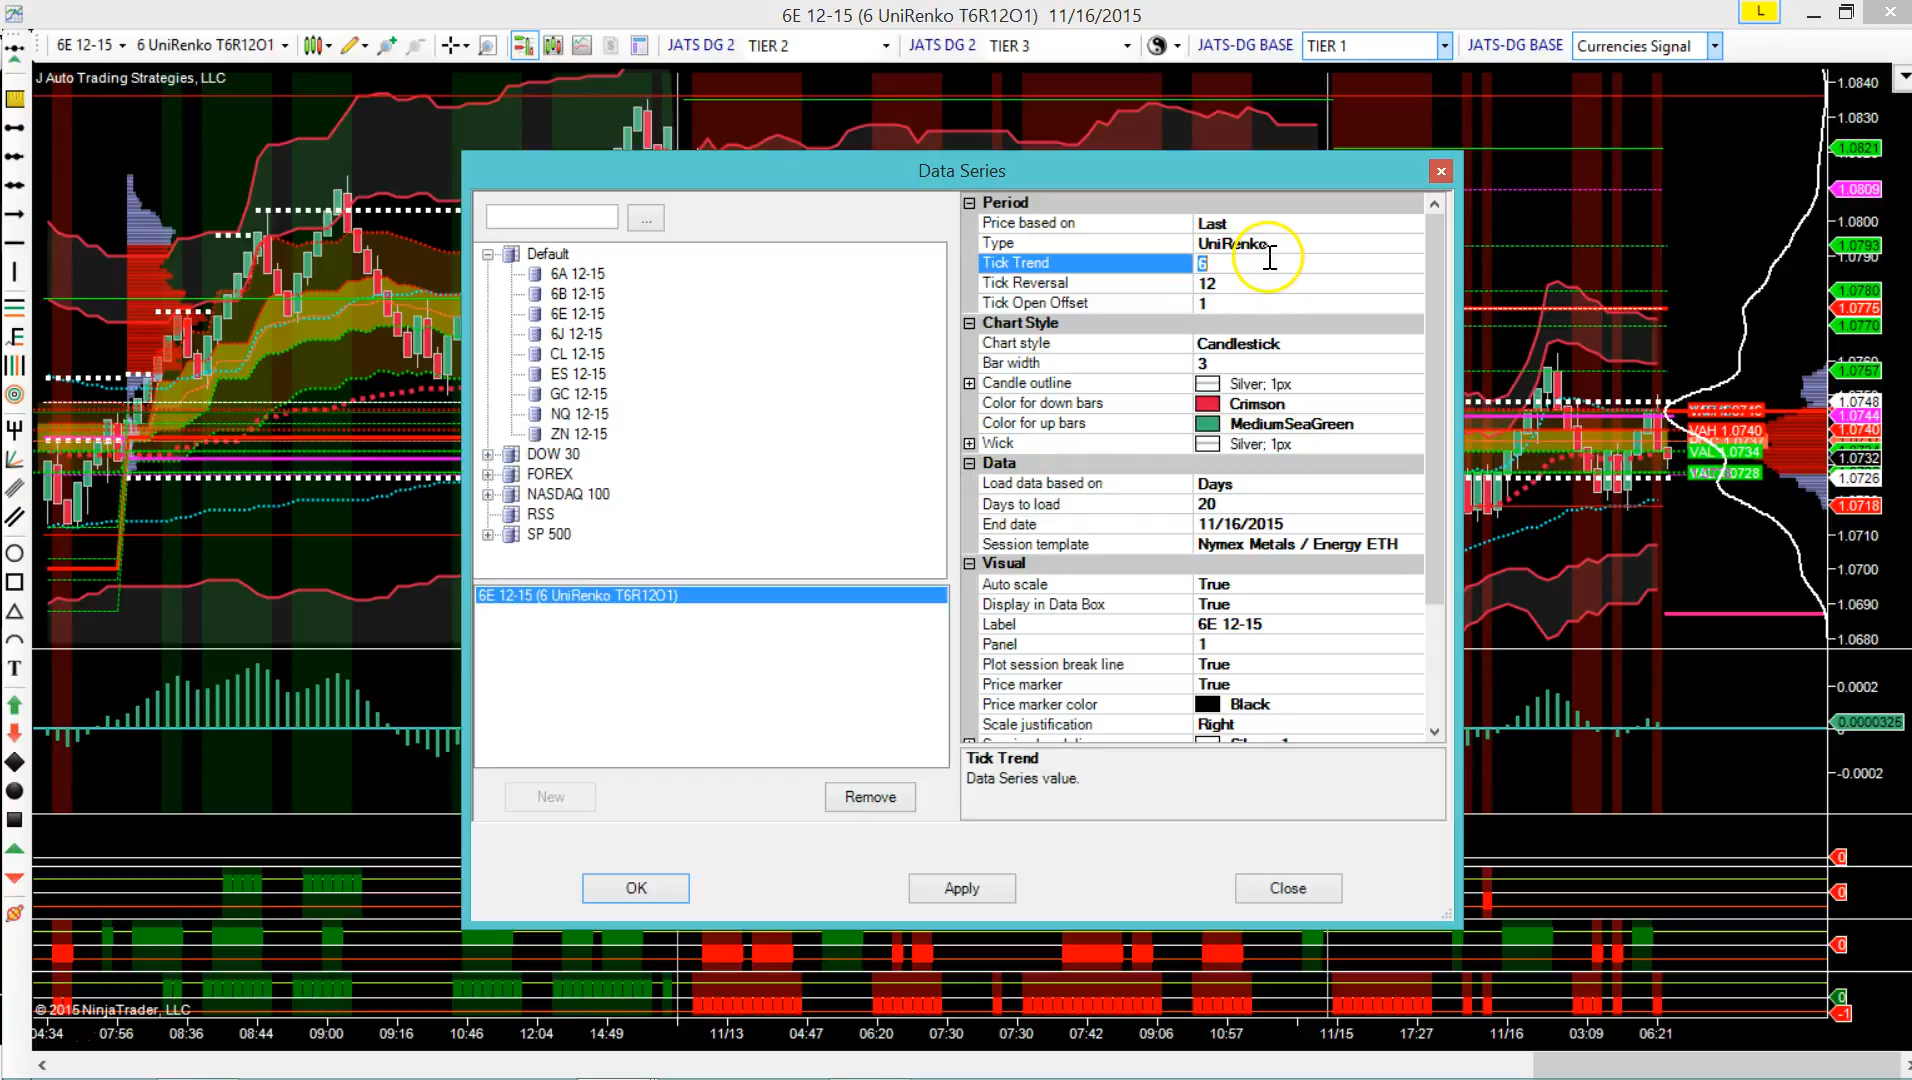 6E 12-15 (6 UniRenko T6R12O1) 11/16/2015
L
6E 12-15
6 UniRenko T6R12O1
JATS DG 2
TIER 2
JATS DG 2
TIER 3
JATS-DG BASE
TIER 1
JATS-DG BASE
Currencies Signal
J Auto Trading Strategies, LLC
Data Series
...
Default
6A 12-15
6B 12-15
6E 12-15
6J 12-15
CL 12-15
ES 12-15
GC 12-15
NQ 12-15
ZN 12-15
DOW 30
FOREX
NASDAQ 100
RSS
SP 500
6E 12-15 (6 UniRenko T6R12O1)
New
Remove
Period
Price based on Last
Type UniRenko
Tick Trend 6
Tick Reversal 12
Tick Open Offset 1
Chart Style
Chart style Candlestick
Bar width 3
Candle outline Silver; 1px
Color for down bars Crimson
Color for up bars MediumSeaGreen
Wick Silver; 1px
Data
Load data based on Days
Days to load 20
End date 11/16/2015
Session template Nymex Metals / Energy ETH
Visual
Auto scale True
Display in Data Box True
Label 6E 12-15
Panel 1
Plot session break line True
Price marker True
Price marker color Black
Scale justification Right
Tick Trend
Data Series value.
OK
Apply
Close
VAH 1.0740
VAL 1.0734
VAL 1.0728
1.0840
1.0830
1.0821
1.0809
1.0800
1.0793
1.0790
1.0780
1.0775
1.0770
1.0757
1.0748
1.0744
1.0740
1.0732
1.0726
1.0718
1.0710
1.0700
1.0690
1.0680
0.0002
0.0000325
-0.0002
0
0
0
0
-1
T
© 2015 NinjaTrader, LLC
04:34 07:56 08:36 08:44 09:00 09:16 10:46 12:04 14:49 11/13 04:47 06:20 07:30 07:30 07:42 09:06 10:57 11/15 17:27 11/16 03:09 06:21